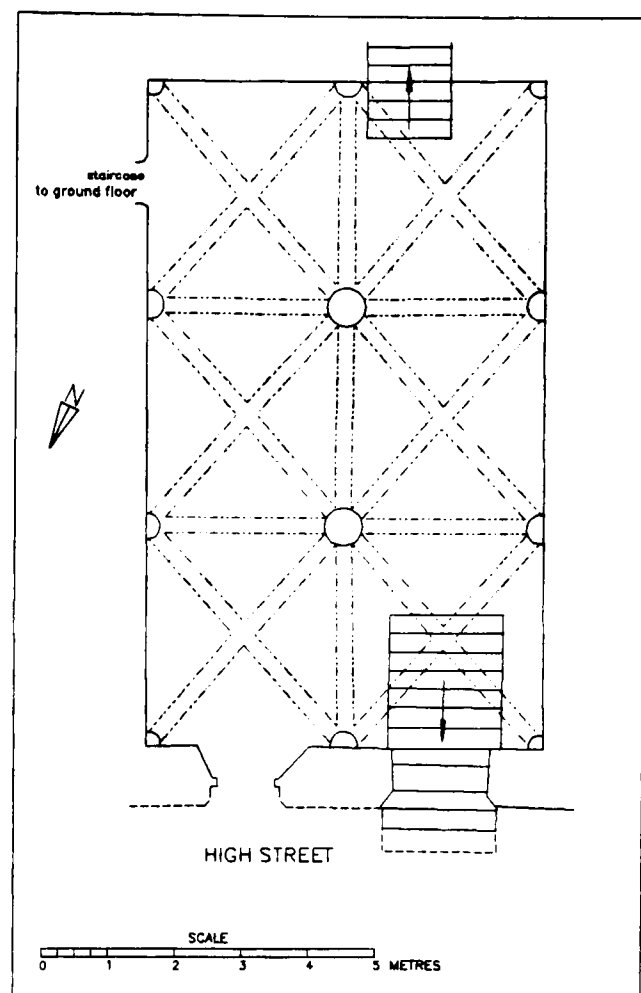 staircase
to ground floor
N
HIGH STREET
SCALE
0 1 2 3 4 5 METRES